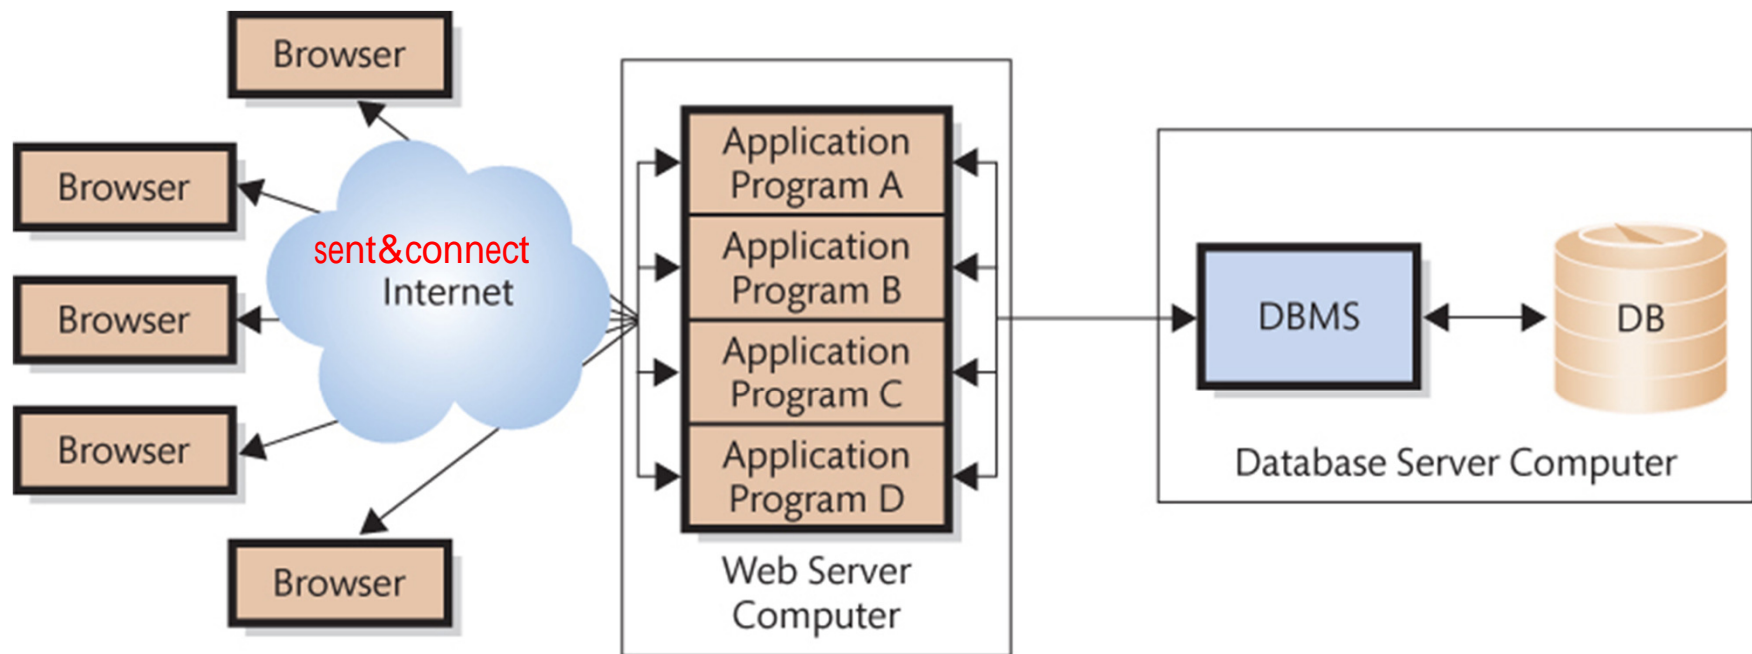 Browser
Browser
Browser
Browser
Browser
sent&connect
Internet
Application
Program A
Application
Program B
Application
Program C
Application
Program D
Web Server
Computer
DBMS
DB
Database Server Computer